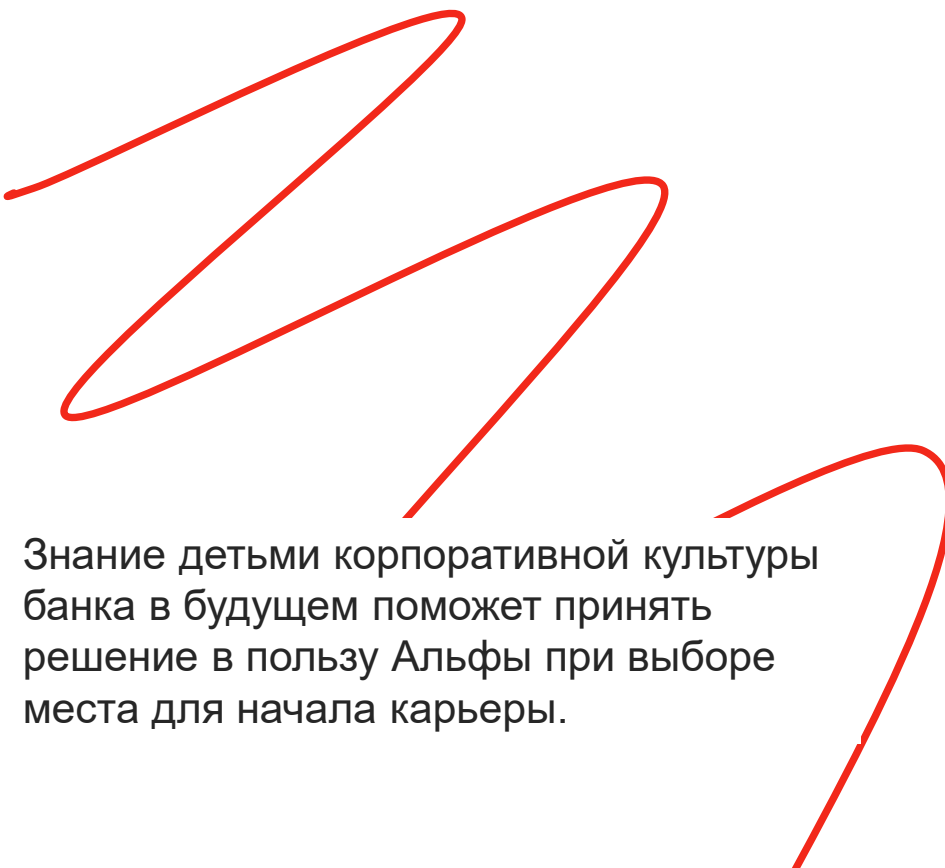 Знание детьми корпоративной культуры
банка в будущем поможет принять
решение в пользу Альфы при выборе
места для начала карьеры.